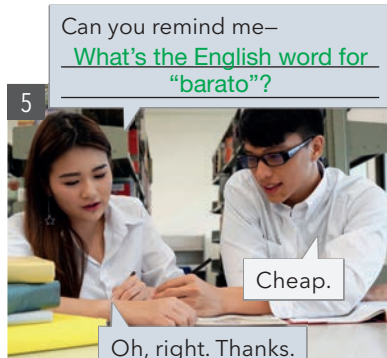 Can you remind me–
What's the English word for
"barato"?
5
Cheap.
Oh, right. Thanks.